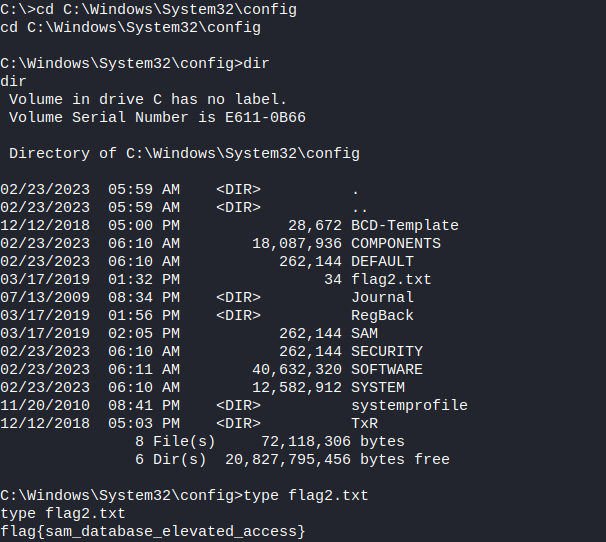 C:\>cd C:\Windows\System32\config
cd C:\Windows\System32\config

C:\Windows\System32\config>dir
dir
 Volume in drive C has no label.
 Volume Serial Number is E611-0B66

 Directory of C:\Windows\System32\config

02/23/2023  05:59 AM    <DIR>          .
02/23/2023  05:59 AM    <DIR>          ..
12/12/2018  05:00 PM            28,672 BCD-Template
02/23/2023  06:10 AM        18,087,936 COMPONENTS
02/23/2023  06:10 AM           262,144 DEFAULT
03/17/2019  01:32 PM                34 flag2.txt
07/13/2009  08:34 PM    <DIR>          Journal
03/17/2019  01:56 PM    <DIR>          RegBack
03/17/2019  02:05 PM           262,144 SAM
02/23/2023  06:10 AM           262,144 SECURITY
02/23/2023  06:11 AM        40,632,320 SOFTWARE
02/23/2023  06:10 AM        12,582,912 SYSTEM
11/20/2010  08:41 PM    <DIR>          systemprofile
12/12/2018  05:03 PM    <DIR>          TxR
               8 File(s)     72,118,306 bytes
               6 Dir(s)  20,827,795,456 bytes free

C:\Windows\System32\config>type flag2.txt
type flag2.txt
flag{sam_database_elevated_access}